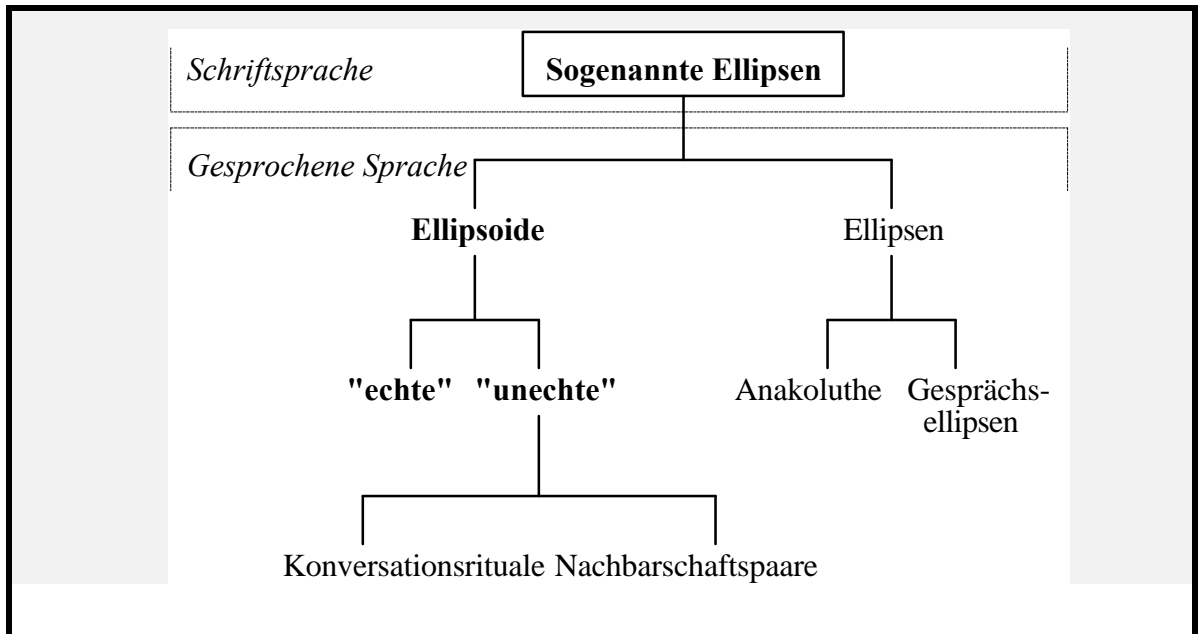 Schriftsprache Sogenannte Ellipsen
Gesprochene Sprache
Ellipsoide Ellipsen
"echte" "unechte" Anakoluthe Gesprächs-
ellipsen
Konversationsrituale Nachbarschaftspaare